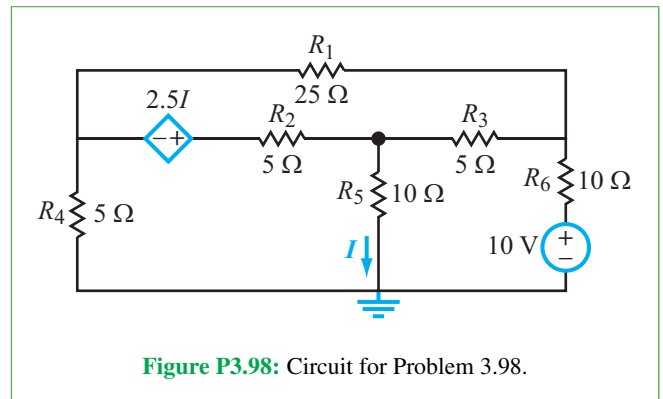 R1
25 Ω
2.5I
− +
R2
5 Ω
R3
5 Ω
R4 5 Ω
R5 10 Ω
R6 10 Ω
I
10 V
+
−
Figure P3.98: Circuit for Problem 3.98.